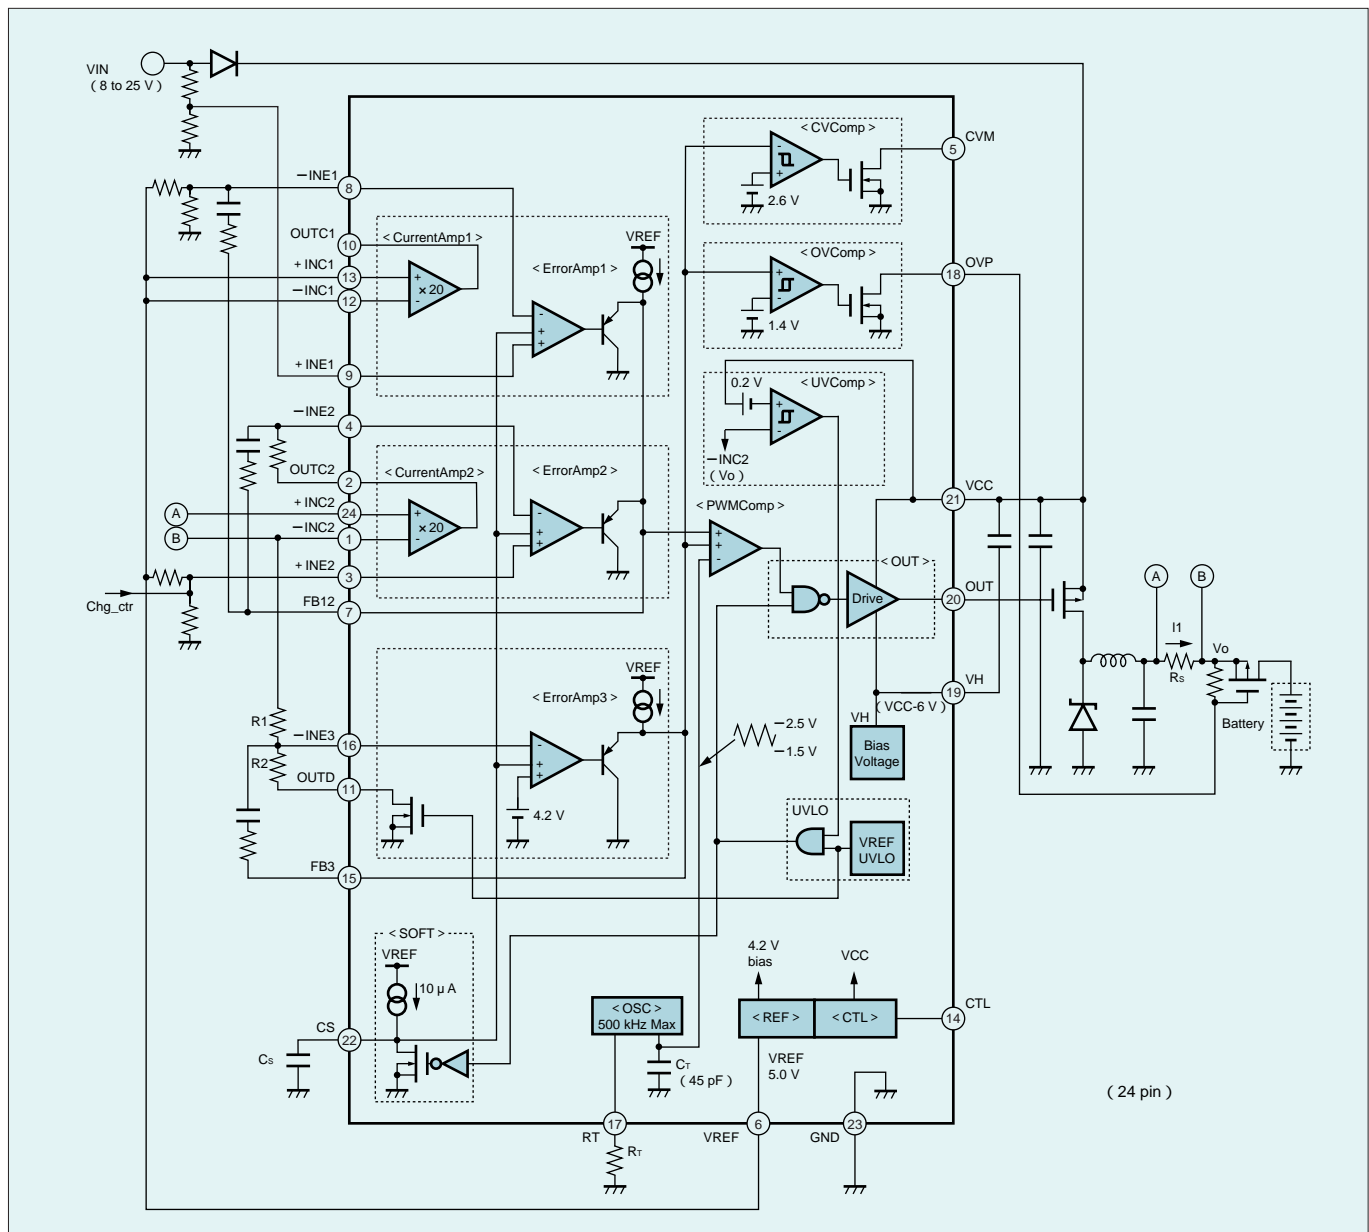 VIN
( 8 to 25 V )
−INE1
8
OUTC1
10
+ INC1
13
−INC1
12
+ INE1
9
< CurrentAmp1 >
+
× 20
-
< ErrorAmp1 >
-
+
+
VREF
< CVComp >
-
+
2.6 V
5
CVM
< OVComp >
+
-
1.4 V
18
OVP
0.2 V
< UVComp >
+
-
−INC2
( Vo )
−INE2
4
OUTC2
2
+ INC2
24
−INC2
1
+ INE2
3
FB12
7
A
B
Chg_ctr
< CurrentAmp2 >
+
× 20
-
< ErrorAmp2 >
-
+
+
< PWMComp >
+
+
-
< OUT >
Drive
VCC
21
OUT
20
VH
19
( VCC-6 V )
VH
Bias
Voltage
A
B
I1
RS
Vo
Battery
R1
−INE3
16
R2
OUTD
11
FB3
15
< ErrorAmp3 >
-
+
+
4.2 V
VREF
−2.5 V
−1.5 V
UVLO
VREF
UVLO
< SOFT >
VREF
10 µ A
CS
22
CS
< OSC >
500 kHz Max
CT
( 45 pF )
4.2 V
bias
VCC
< REF >
< CTL >
VREF
5.0 V
CTL
14
17
RT
RT
6
VREF
23
GND
( 24 pin )